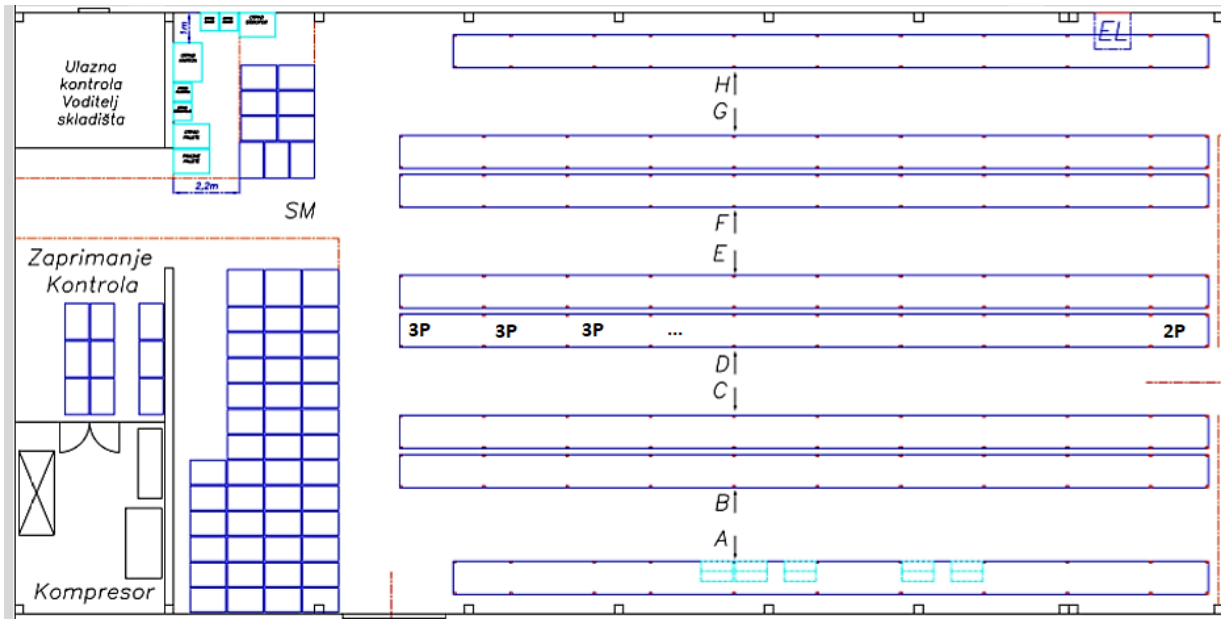 EL
1m
Ulazna
kontrola
Voditelj
skladišta
H
G
2,2m
SM
F
E
Zaprimanje
Kontrola
3P
3P
3P
...
2P
D
C
B
A
Kompresor